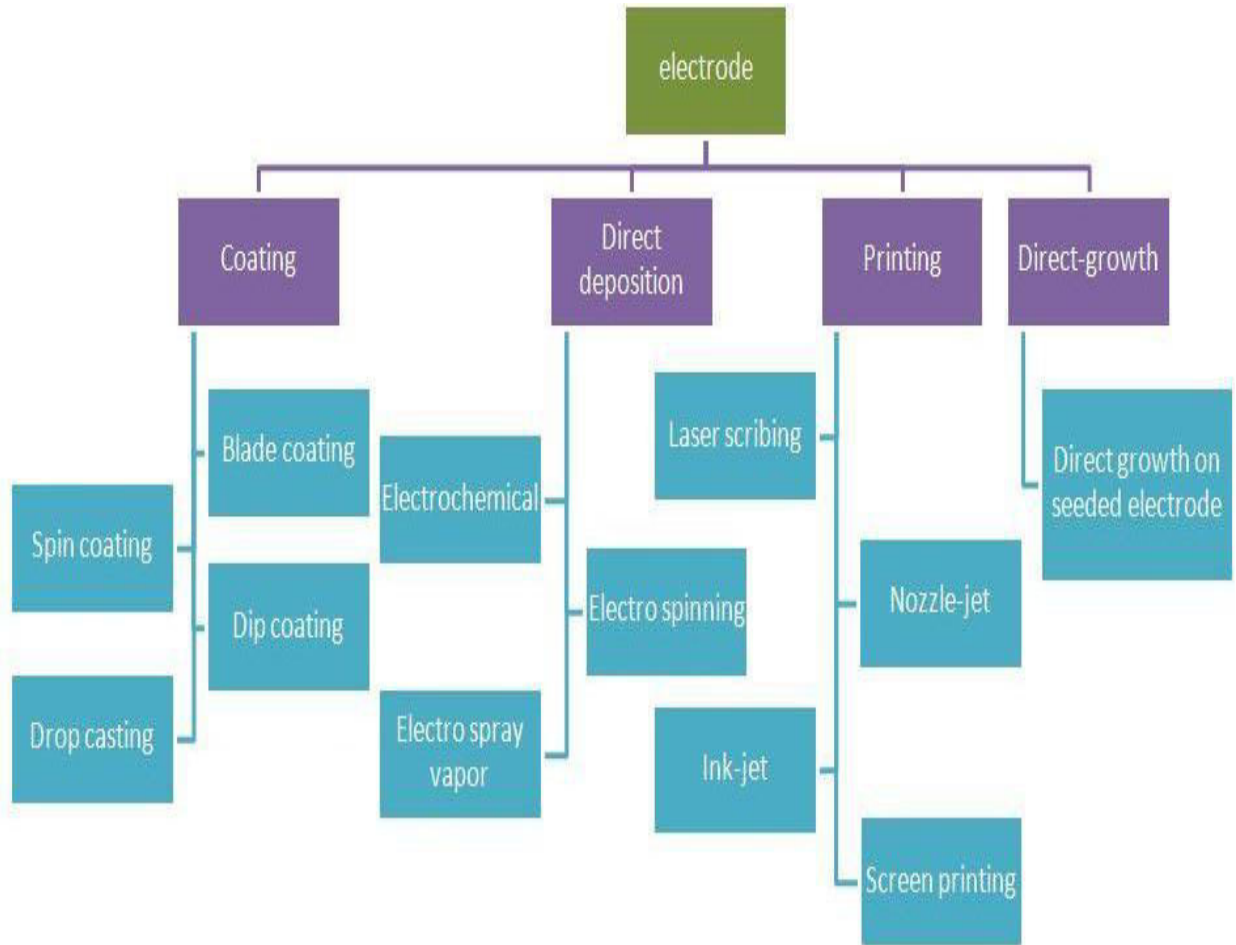 electrode
Coating
Direct
deposition
Printing
Direct-growth
Blade coating
Spin coating
Dip coating
Drop casting
Electrochemical
Electro spinning
Electro spray
vapor
Laser scribing
Nozzle-jet
Ink-jet
Screen printing
Direct growth on
seeded electrode